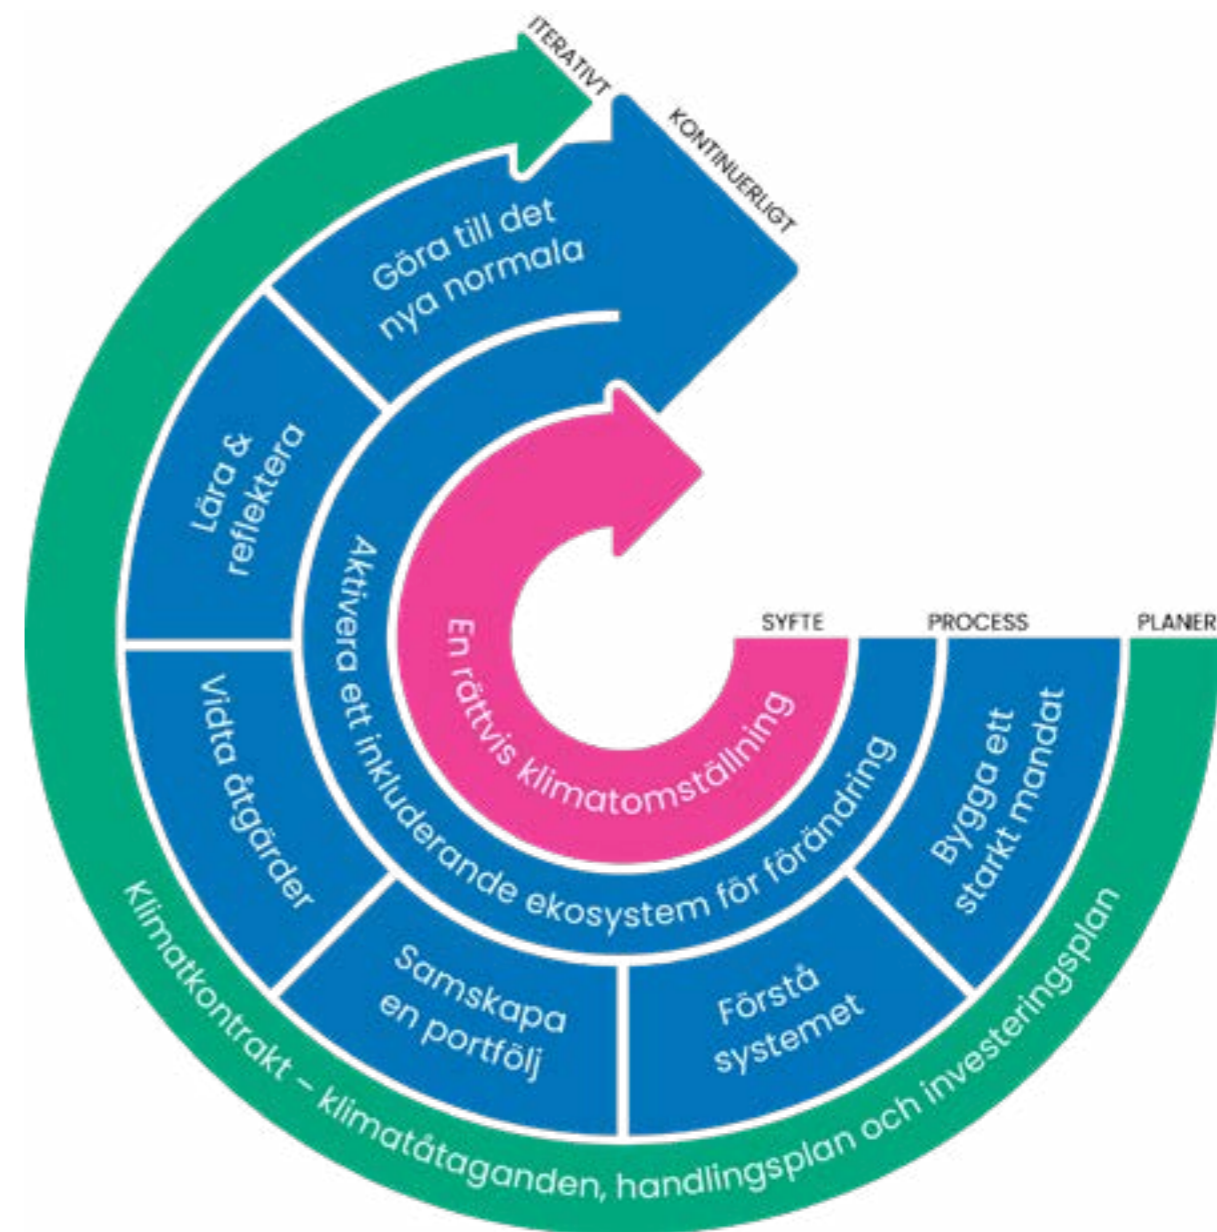 ITERATIVT
KONTINUERLIGT
Göra till det
nya normala
Lära &
reflektera
Aktivera ett inkluderande ekosystem för förändring
En rättvis klimatomställning
SYFTE
PROCESS
PLANER
Vidta åtgärder
Bygga ett
starkt mandat
Samskapa
en portfölj
Förstå
systemet
Klimatkontrakt – klimatåtaganden, handlingsplan och investeringsplan